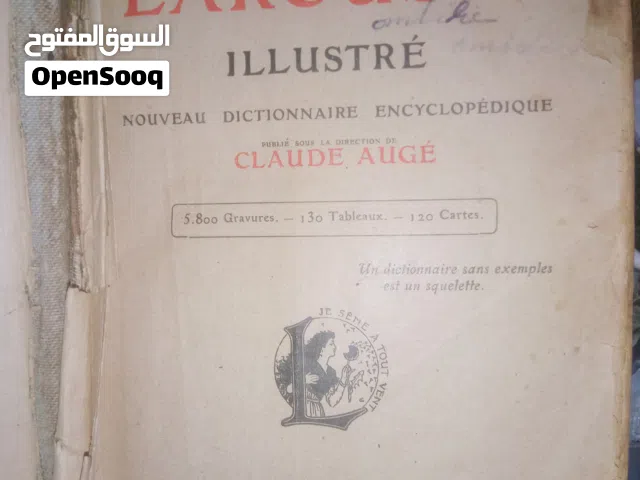 السوق المفتوح
OpenSooq
ILLUSTRÉ
NOUVEAU DICTIONNAIRE ENCYCLOPÉDIQUE
PUBLIÉ SOUS LA DIRECTION DE
CLAUDE AUGÉ
5.800 Gravures. — 130 Tableaux. — 120 Cartes.
Un dictionnaire sans exemples
est un squelette.
JE SÈME À TOUT VENT
L